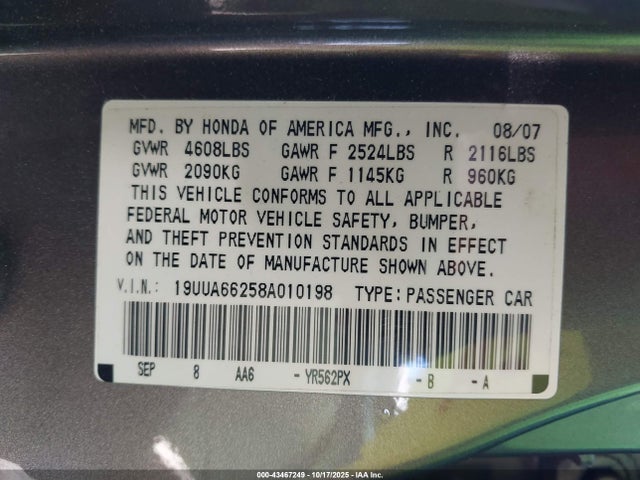 MFD. BY HONDA OF AMERICA MFG., INC. 08/07
GVWR 4608LBS GAWR F 2524LBS R 2116LBS
GVWR 2090KG GAWR F 1145KG R 960KG
THIS VEHICLE CONFORMS TO ALL APPLICABLE
FEDERAL MOTOR VEHICLE SAFETY, BUMPER,
AND THEFT PREVENTION STANDARDS IN EFFECT
ON THE DATE OF MANUFACTURE SHOWN ABOVE.
V.I.N.: 19UUA66258A010198 TYPE: PASSENGER CAR
SEP 8 AA6 - YR562PX - B - A
000 - 43467249 | 10/17/2025 | IAA Inc.